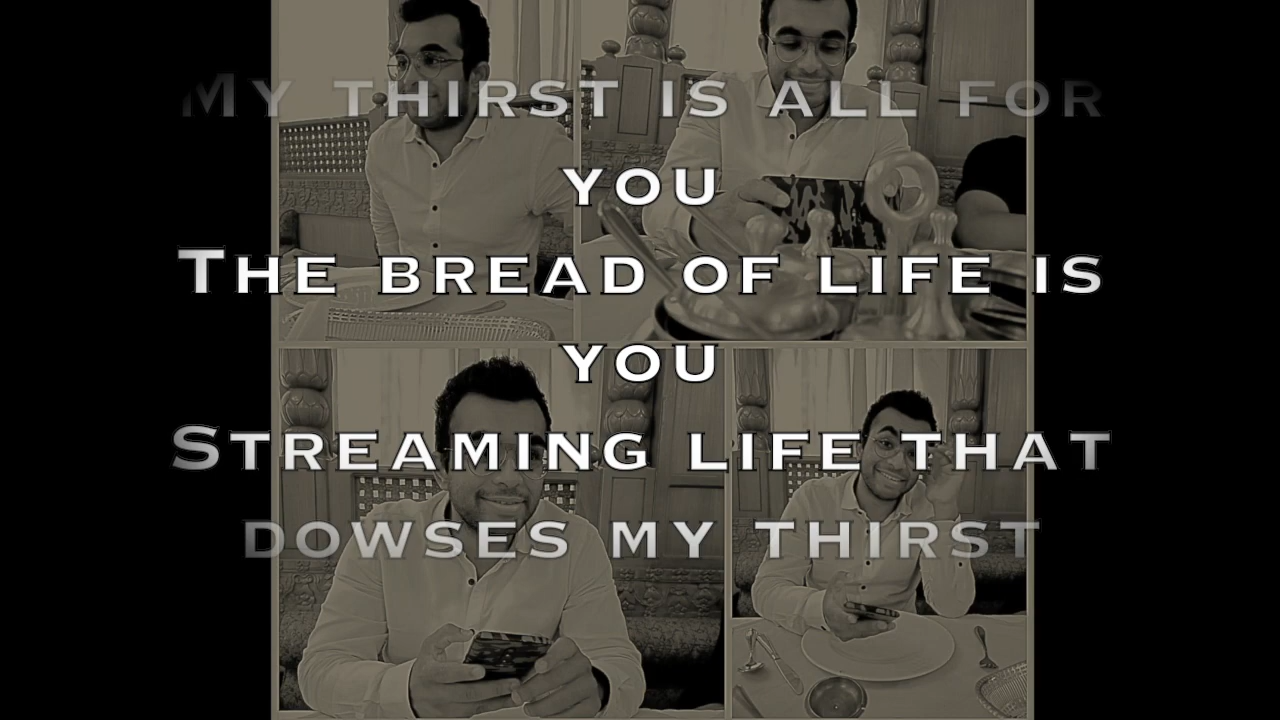 My thirst is all for
you
The bread of life is
you
Streaming life that
dowses my thirst